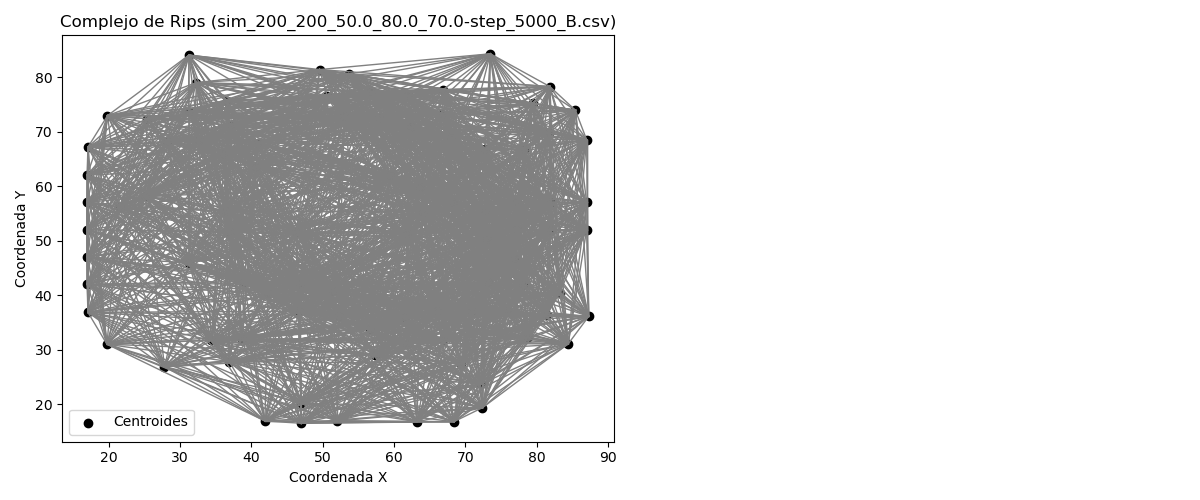 Complejo de Rips (sim_200_200_50.0_80.0_70.0-step_5000_B.csv)
80
70
60
50
40
30
20
Coordenada Y
Centroides
20 30 40 50 60 70 80 90
Coordenada X